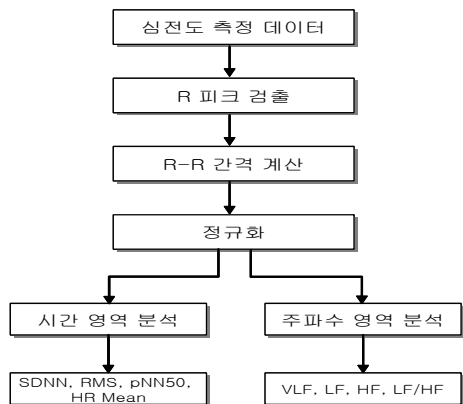 심전도 측정 데이터
R 피크 검출
R-R 간격 계산
정규화
시간 영역 분석
주파수 영역 분석
SDNN, RMS, pNN50,
HR Mean
VLF, LF, HF, LF/HF